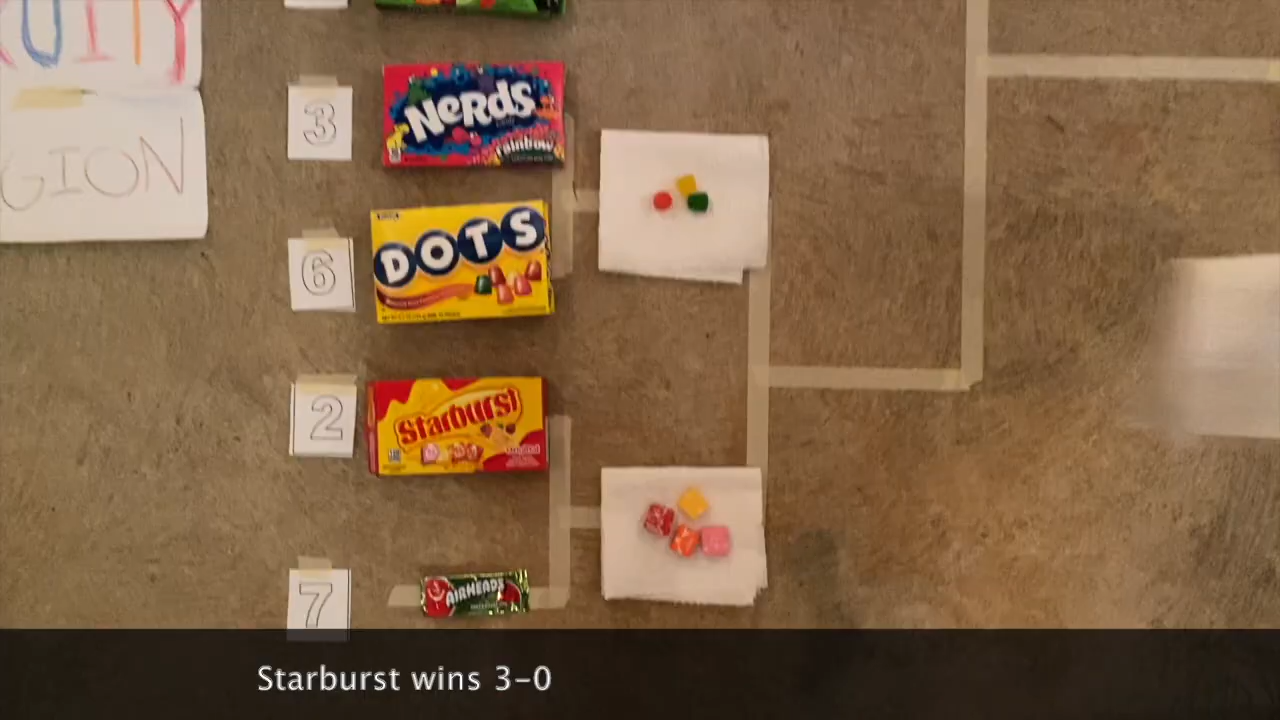 UITY
GION
3
NERDS
rainbow
6
DOTS
2
Starburst
7
AIRHEADS
Starburst wins 3-0